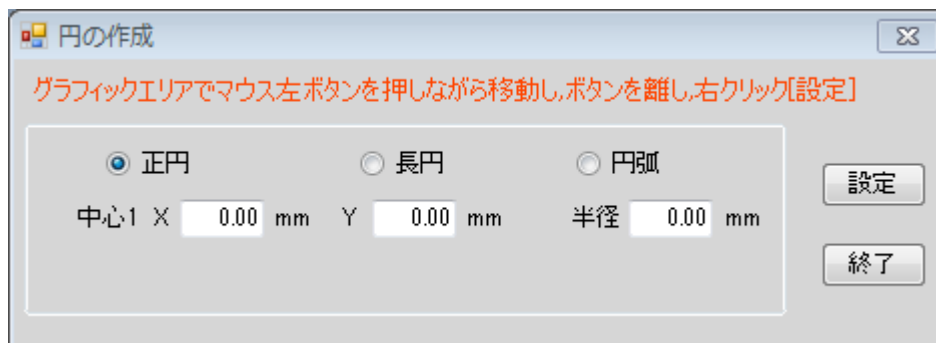 円の作成
グラフィックエリアでマウス左ボタンを押しながら移動し,ボタンを離し,右クリック[設定]
正円 長円 円弧
中心1 X 0.00 mm Y 0.00 mm 半径 0.00 mm
設定
終了